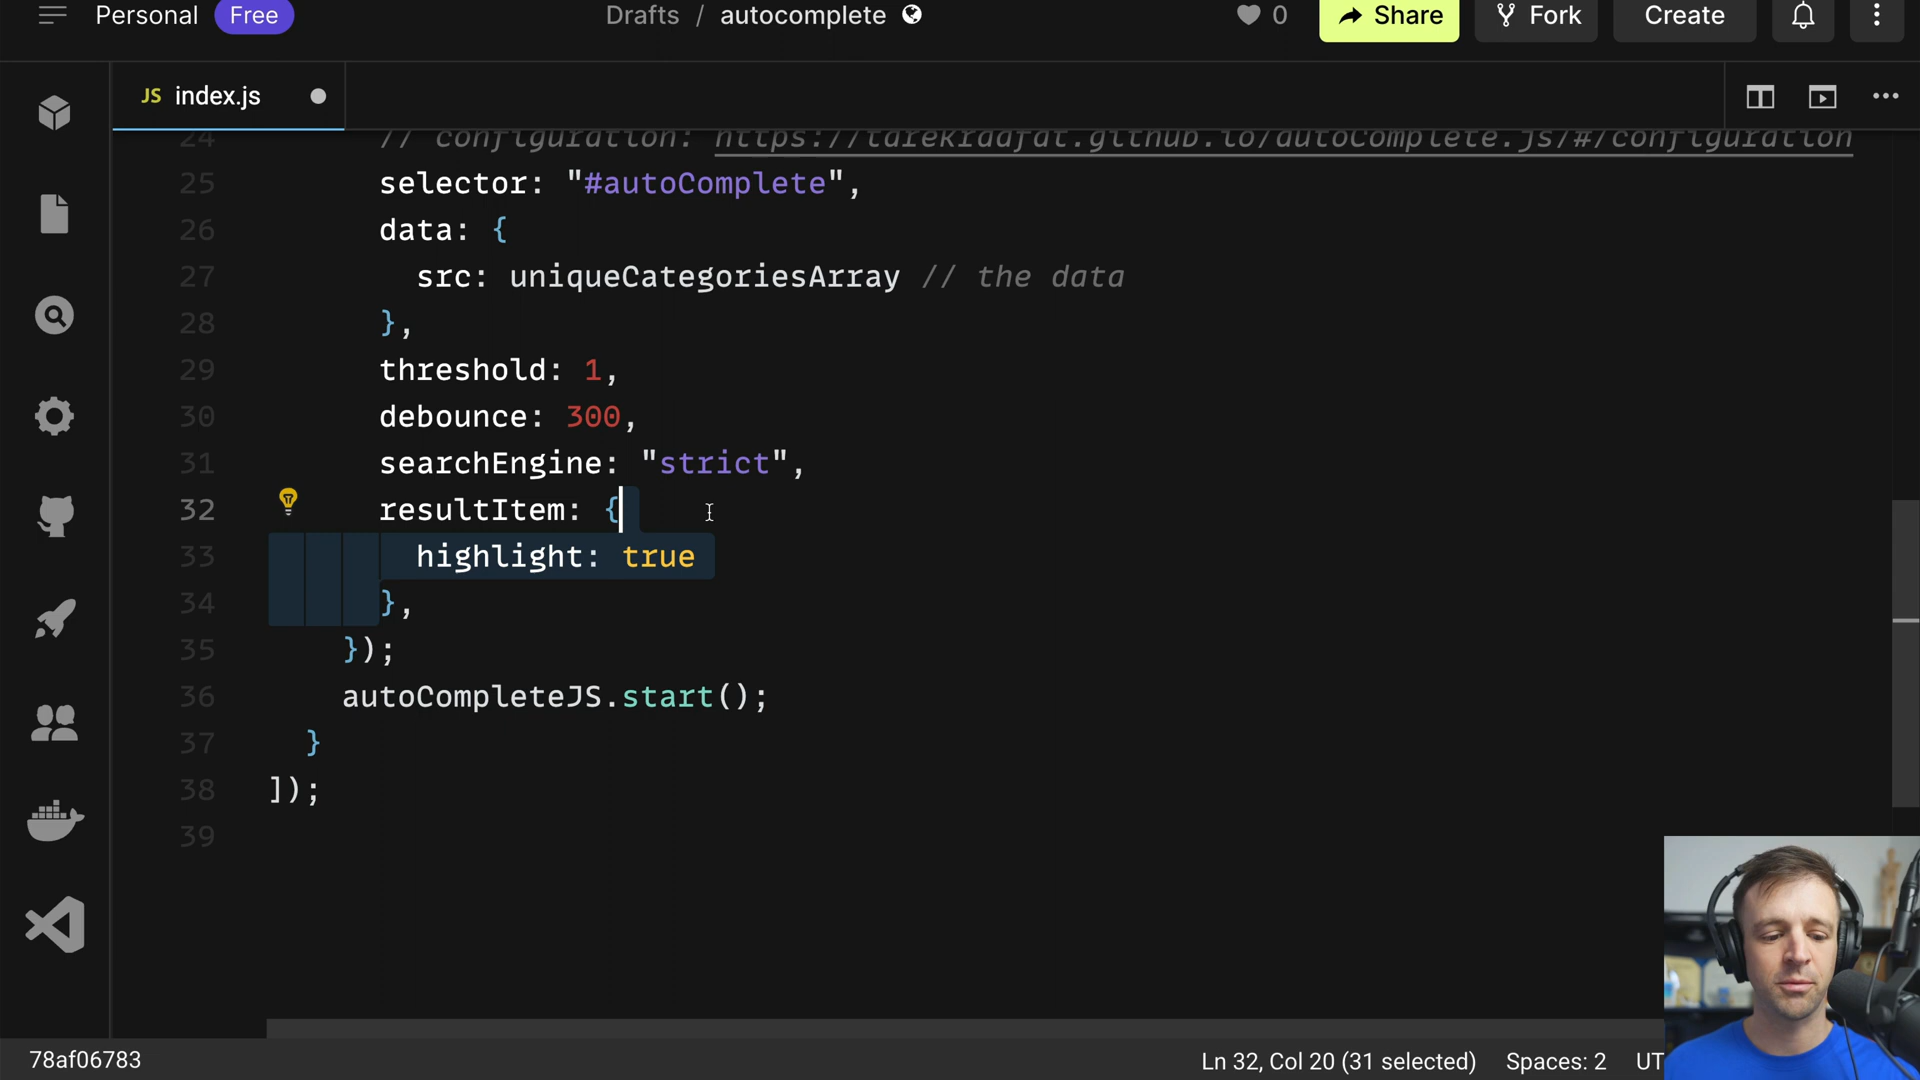 Personal Free Drafts / autocomplete 0 Share Fork Create
JS index.js
24 // configuration: https://tarekraafat.github.io/autoComplete.js/#/configuration
25 selector: "#autoComplete",
26 data: {
27 src: uniqueCategoriesArray // the data
28 },
29 threshold: 1,
30 debounce: 300,
31 searchEngine: "strict",
32 resultItem: {
33 highlight: true
34 },
35 });
36 autoCompleteJS.start();
37 }
38 ]);
39
78af06783 Ln 32, Col 20 (31 selected) Spaces: 2 UT